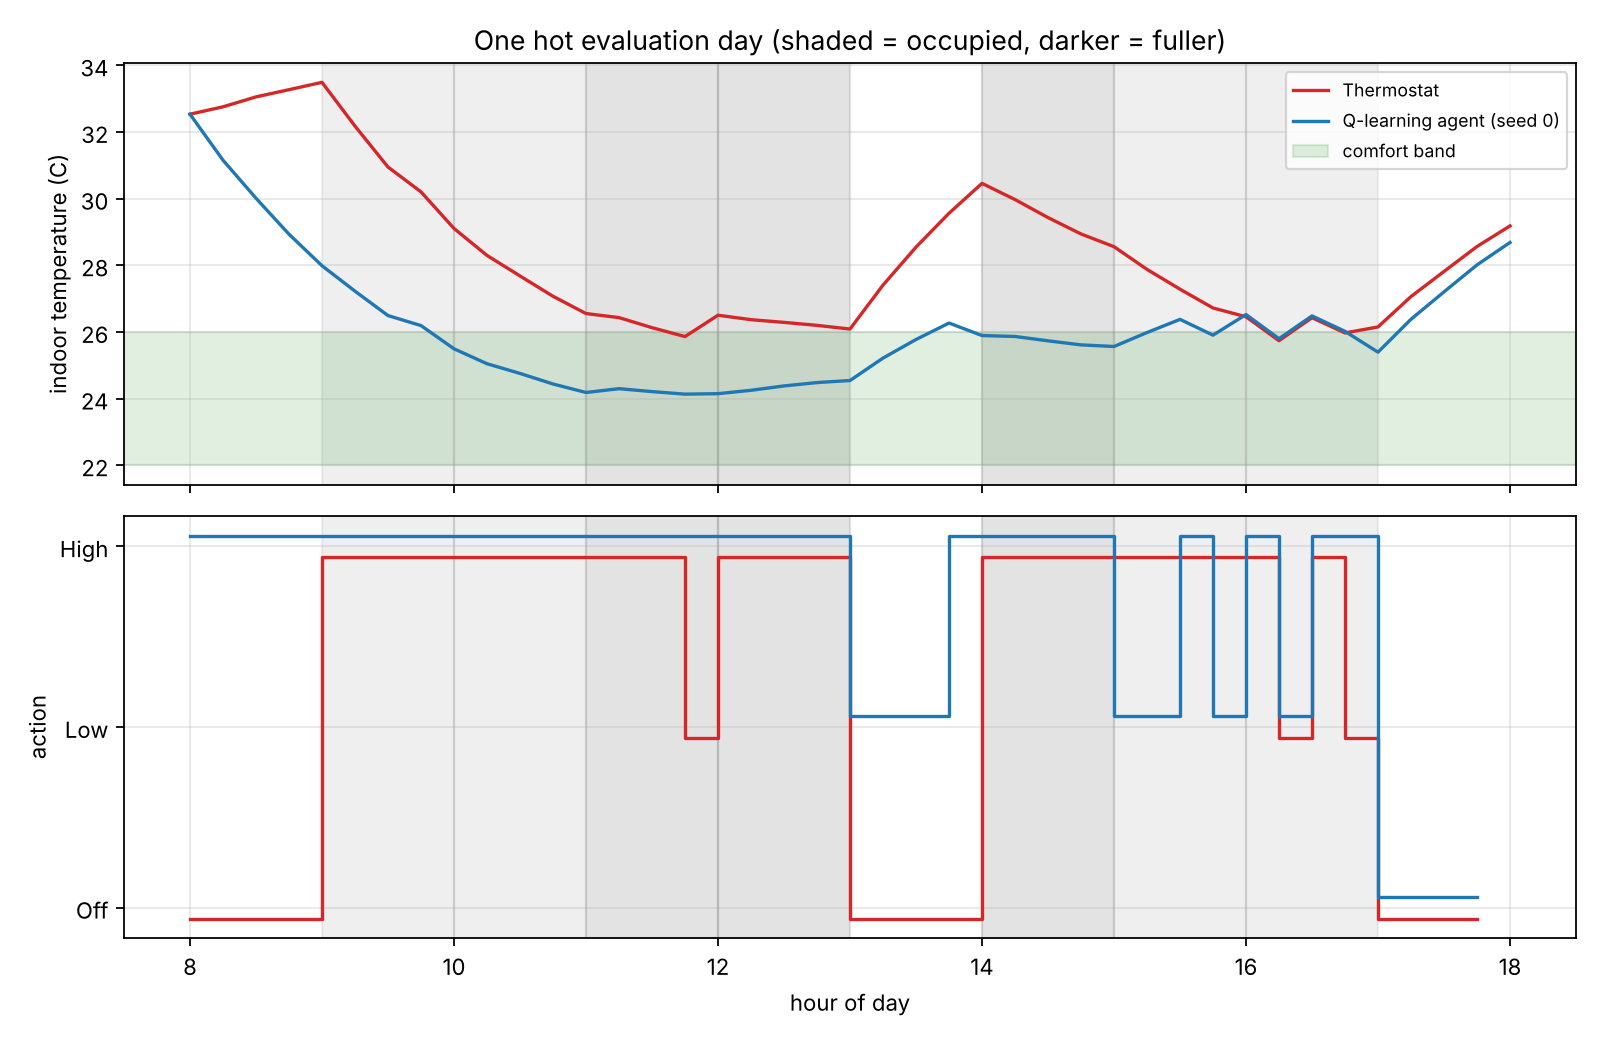 One hot evaluation day (shaded = occupied, darker = fuller)
indoor temperature (C)
34
32
30
28
26
24
22
Thermostat
Q-learning agent (seed 0)
comfort band
action
High
Low
Off
8
10
12
14
16
18
hour of day